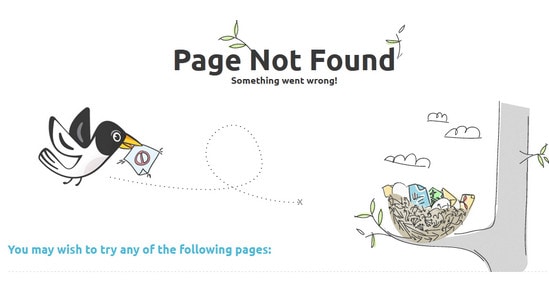 Page Not Found
Something went wrong!
You may wish to try any of the following pages: